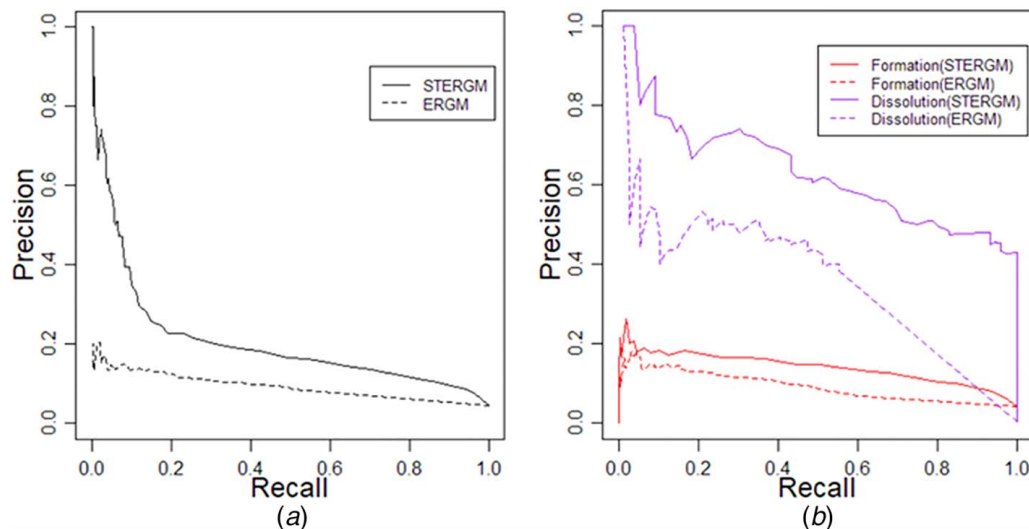 Precision
0.0 0.2 0.4 0.6 0.8 1.0
STERGM
ERGM
0.0 0.2 0.4 0.6 0.8 1.0
Recall
(a)
Precision
0.0 0.2 0.4 0.6 0.8 1.0
Formation(STERGM)
Formation(ERGM)
Dissolution(STERGM)
Dissolution(ERGM)
0.0 0.2 0.4 0.6 0.8 1.0
Recall
(b)